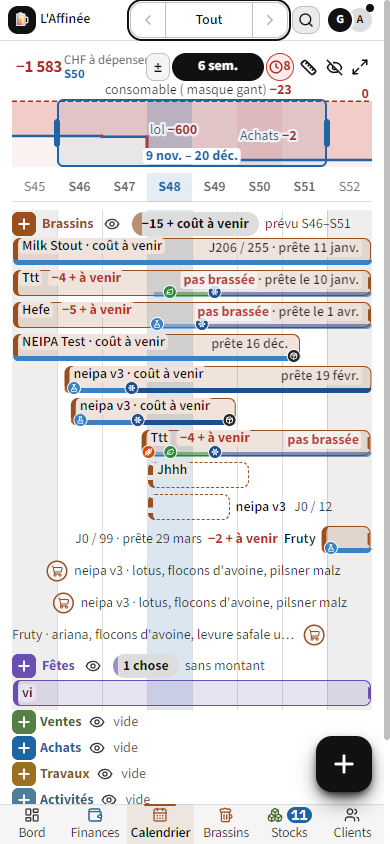 L'Affinée
Tout
G A
−1 583 CHF à dépenser
S50
± 6 sem. 8
consomable ( masque gant) −23
0
lol −600 Achats −2
9 nov. – 20 déc.
S45 S46 S47 S48 S49 S50 S51 S52
Brassins −15 + coût à venir prévu S46–S51
Milk Stout · coût à venir J206 / 255 · prête 11 janv.
Ttt −4 + à venir pas brassée · prête le 10 janv.
Hefe −5 + à venir pas brassée · prête le 1 avr.
NEIPA Test · coût à venir prête 16 déc.
neipa v3 · coût à venir prête 19 févr.
neipa v3 · coût à venir
Ttt −4 + à venir pas brassée
Jhhh
neipa v3 J0 / 12
J0 / 99 · prête 29 mars −2 + à venir Fruty
neipa v3 · lotus, flocons d'avoine, pilsner malz
neipa v3 · lotus, flocons d'avoine, pilsner malz
Fruty · ariana, flocons d'avoine, levure safale u…
Fêtes 1 chose sans montant
vi
Ventes vide
Achats vide
Travaux vide
Activités vide
Bord Finances Calendrier Brassins Stocks 11 Clients